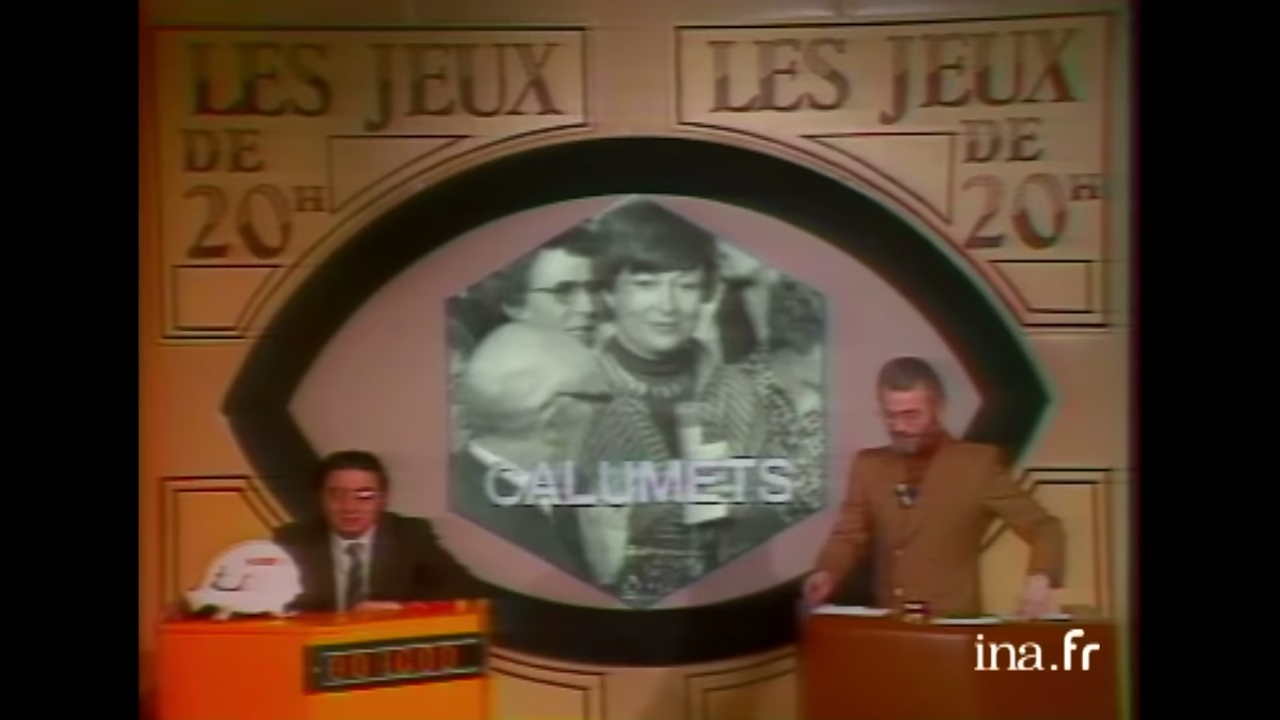 LES JEUX
DE
20H
LES JEUX
DE
20H
CALUMETS
ina.fr